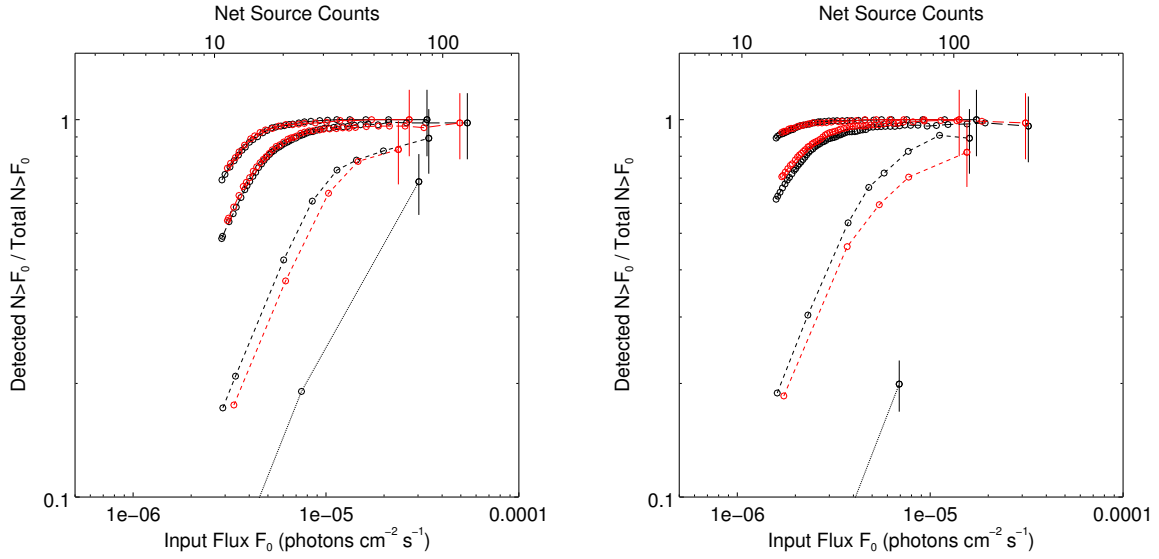 Net Source Counts
10 100
1
0.1
Detected N>F₀ / Total N>F₀
1e-06 1e-05 0.0001
Input Flux F₀ (photons cm⁻² s⁻¹)
Net Source Counts
10 100
1
0.1
Detected N>F₀ / Total N>F₀
1e-06 1e-05 0.0001
Input Flux F₀ (photons cm⁻² s⁻¹)